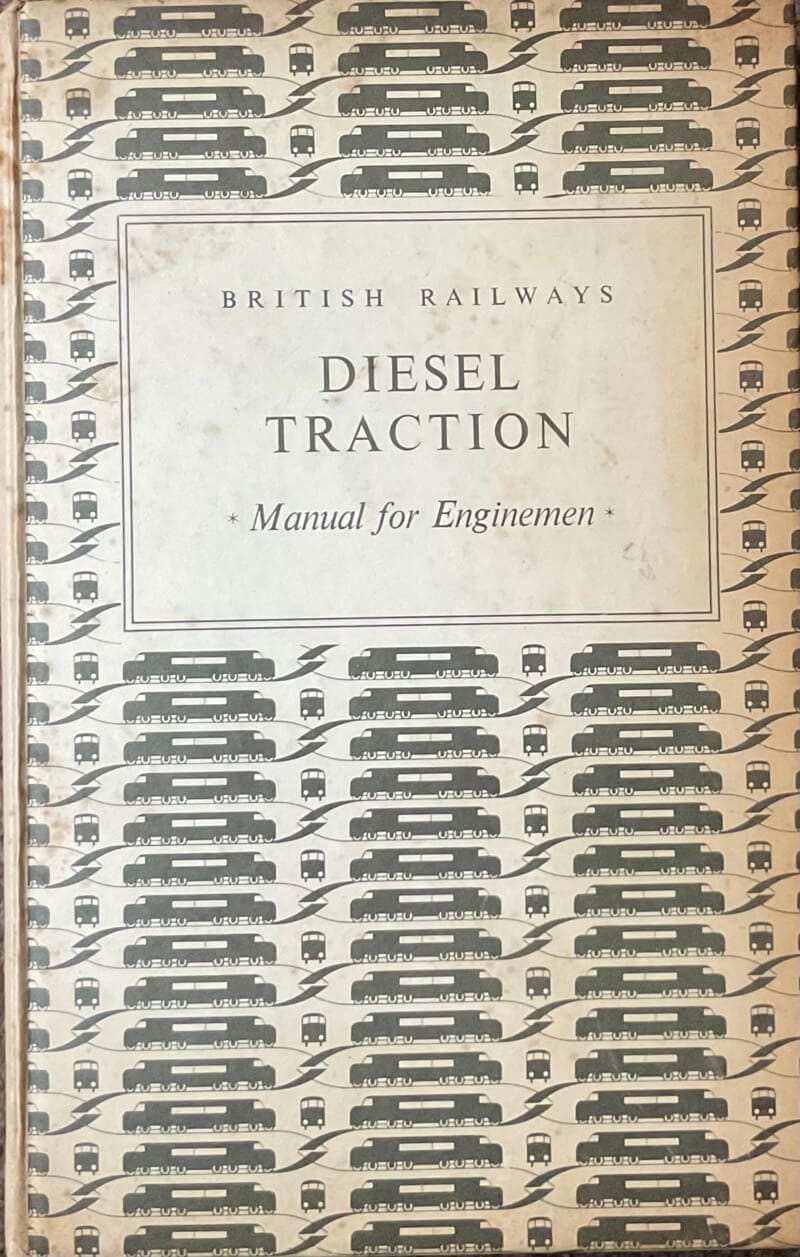 BRITISH RAILWAYS
DIESEL
TRACTION
* Manual for Enginemen *